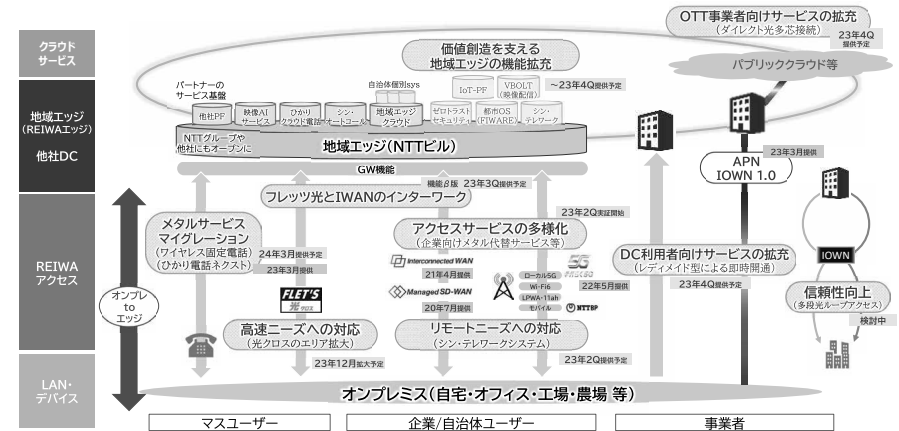 クラウド
サービス
地域エッジ
(REIWAエッジ)
他社DC
REIWA
アクセス
LAN・
デバイス
オンプレ
to
エッジ
OTT事業者向けサービスの拡充
(ダイレクト光多芯接続)
23年4Q
提供予定
パブリッククラウド等
価値創造を支える
地域エッジの機能拡充
IoT-PF
VBOLT
(映像配信)
~23年4Q提供予定
パートナーの
サービス基盤
自治体個別sys
他社PF
映像AI
サービス
ひかり
クラウド電話
シン・
オートコール
地域エッジ
クラウド
ゼロトラスト
セキュリティ
都市OS
(FIWARE)
シン・
テレワーク
NTTグループや
他社にもオープンに
地域エッジ(NTTビル)
GW機能
機能β版 23年3Q提供予定
フレッツ光とIWANのインターワーク
メタルサービス
マイグレーション
(ワイヤレス固定電話)
(ひかり電話ネクスト)
24年3月提供予定
23年3月提供
FLET'S
光クロス
高速ニーズへの対応
(光クロスのエリア拡大)
23年12月拡大予定
23年2Q実証開始
アクセスサービスの多様化
(企業向けメタル代替サービス等)
Interconnected WAN
21年4月提供
Managed SD-WAN
20年7月提供
ローカル5G
Wi-Fi6
LPWA・11ah
モバイル
5G
22年5月提供
NTTBP
リモートニーズへの対応
(シン・テレワークシステム)
23年2Q提供予定
23年3月提供
APN
IOWN 1.0
DC利用者向けサービスの拡充
(レディメイド型による即時開通)
23年4Q提供予定
IOWN
信頼性向上
(多段光ループアクセス)
検討中
オンプレミス(自宅・オフィス・工場・農場 等)
マスユーザー
企業/自治体ユーザー
事業者